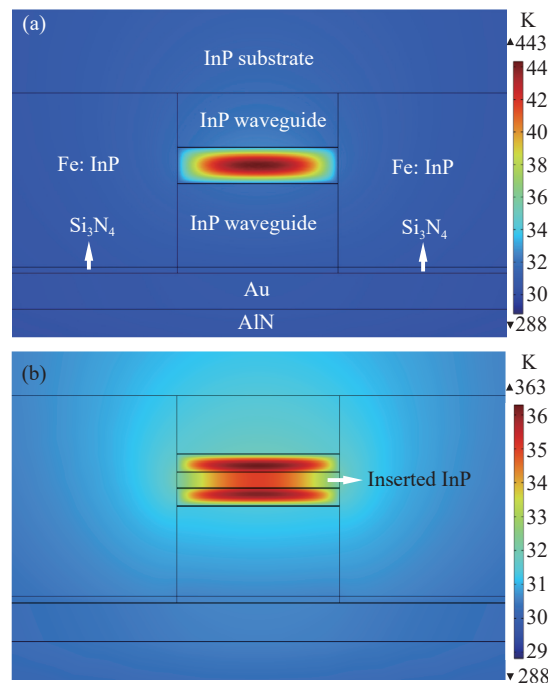 (a)
K
▲443
InP substrate
44
InP waveguide
42
40
Fe: InP
Fe: InP
38
36
Si₃N₄
InP waveguide
Si₃N₄
34
32
Au
30
AlN
▼288
(b)
K
▲363
36
35
Inserted InP
34
33
32
31
30
29
▼288